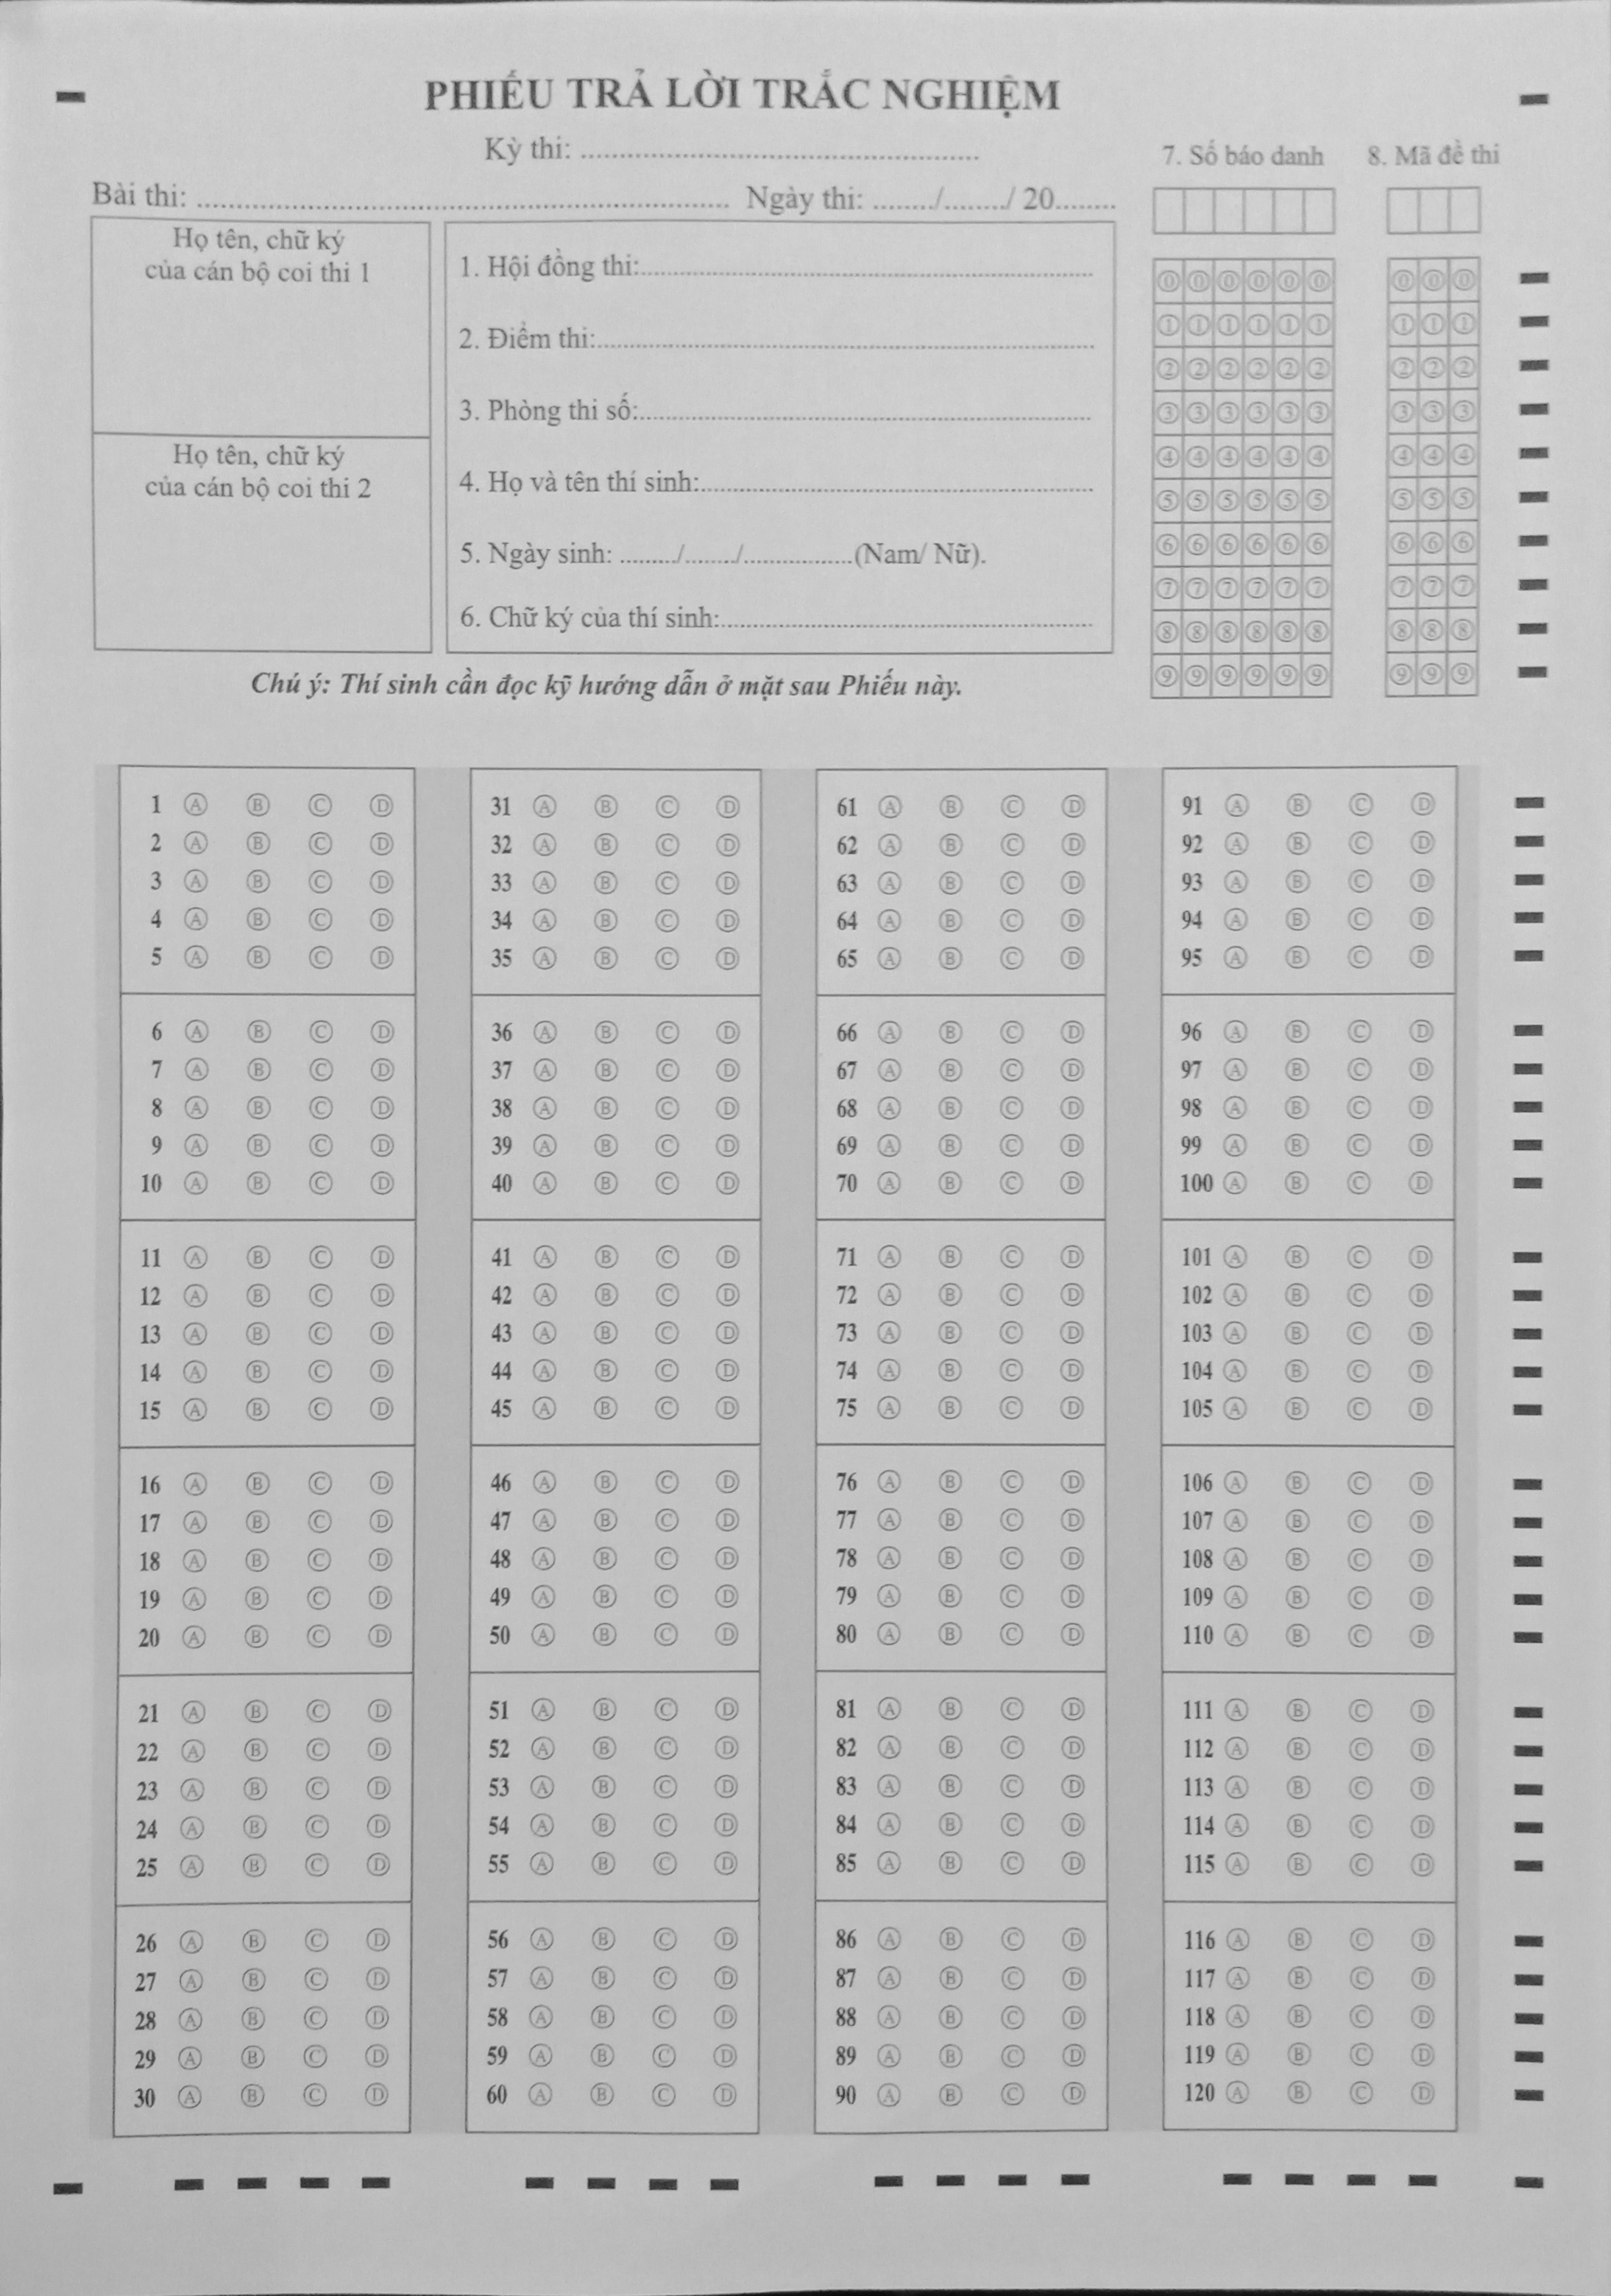 PHIẾU TRẢ LỜI TRẮC NGHIỆM
Kỳ thi: ....................................................
Bài thi: ...................................................................... Ngày thi: ........./......../ 20........
7. Số báo danh
8. Mã đề thi
Họ tên, chữ ký
của cán bộ coi thi 1
Họ tên, chữ ký
của cán bộ coi thi 2
1. Hội đồng thi:..............................................................
2. Điểm thi:....................................................................
3. Phòng thi số:..............................................................
4. Họ và tên thí sinh:......................................................
5. Ngày sinh: ......../......./...............(Nam/ Nữ).
6. Chữ ký của thí sinh:...................................................
0 0 0 0 0 0 0 0 0
1 1 1 1 1 1 1 1 1
2 2 2 2 2 2 2 2 2
3 3 3 3 3 3 3 3 3
4 4 4 4 4 4 4 4 4
5 5 5 5 5 5 5 5 5
6 6 6 6 6 6 6 6 6
7 7 7 7 7 7 7 7 7
8 8 8 8 8 8 8 8 8
9 9 9 9 9 9 9 9 9
Chú ý: Thí sinh cần đọc kỹ hướng dẫn ở mặt sau Phiếu này.
1 A B C D
2 A B C D
3 A B C D
4 A B C D
5 A B C D
6 A B C D
7 A B C D
8 A B C D
9 A B C D
10 A B C D
11 A B C D
12 A B C D
13 A B C D
14 A B C D
15 A B C D
16 A B C D
17 A B C D
18 A B C D
19 A B C D
20 A B C D
21 A B C D
22 A B C D
23 A B C D
24 A B C D
25 A B C D
26 A B C D
27 A B C D
28 A B C D
29 A B C D
30 A B C D
31 A B C D
32 A B C D
33 A B C D
34 A B C D
35 A B C D
36 A B C D
37 A B C D
38 A B C D
39 A B C D
40 A B C D
41 A B C D
42 A B C D
43 A B C D
44 A B C D
45 A B C D
46 A B C D
47 A B C D
48 A B C D
49 A B C D
50 A B C D
51 A B C D
52 A B C D
53 A B C D
54 A B C D
55 A B C D
56 A B C D
57 A B C D
58 A B C D
59 A B C D
60 A B C D
61 A B C D
62 A B C D
63 A B C D
64 A B C D
65 A B C D
66 A B C D
67 A B C D
68 A B C D
69 A B C D
70 A B C D
71 A B C D
72 A B C D
73 A B C D
74 A B C D
75 A B C D
76 A B C D
77 A B C D
78 A B C D
79 A B C D
80 A B C D
81 A B C D
82 A B C D
83 A B C D
84 A B C D
85 A B C D
86 A B C D
87 A B C D
88 A B C D
89 A B C D
90 A B C D
91 A B C D
92 A B C D
93 A B C D
94 A B C D
95 A B C D
96 A B C D
97 A B C D
98 A B C D
99 A B C D
100 A B C D
101 A B C D
102 A B C D
103 A B C D
104 A B C D
105 A B C D
106 A B C D
107 A B C D
108 A B C D
109 A B C D
110 A B C D
111 A B C D
112 A B C D
113 A B C D
114 A B C D
115 A B C D
116 A B C D
117 A B C D
118 A B C D
119 A B C D
120 A B C D